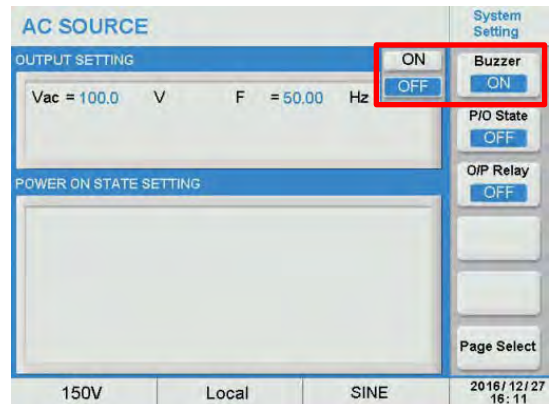 AC SOURCE
System
Setting
OUTPUT SETTING
ON
OFF
Buzzer
ON
Vac = 100.0 V F = 50.00 Hz
P/O State
OFF
O/P Relay
OFF
POWER ON STATE SETTING
Page Select
150V Local SINE
2016/12/27
16:11